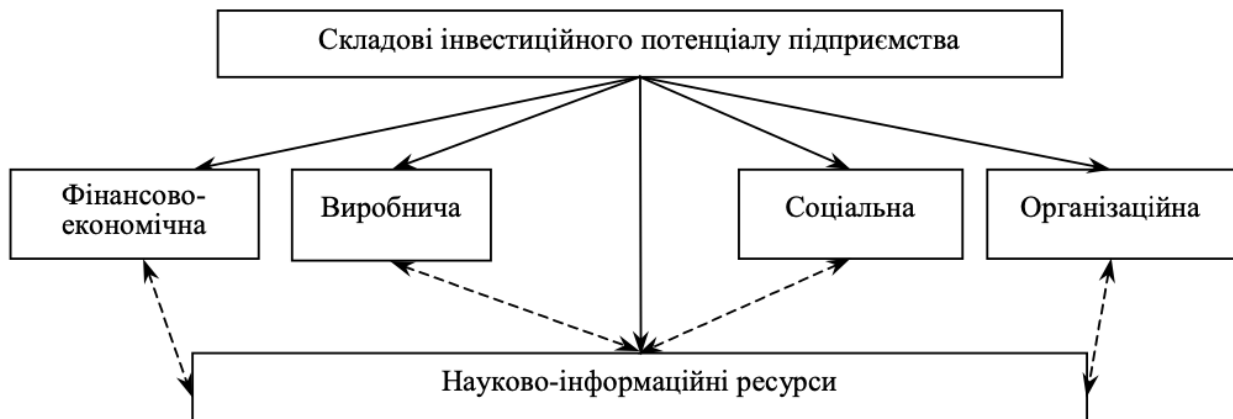 Складові інвестиційного потенціалу підприємства
Фінансово-
економічна
Виробнича
Соціальна
Організаційна
Науково-інформаційні ресурси